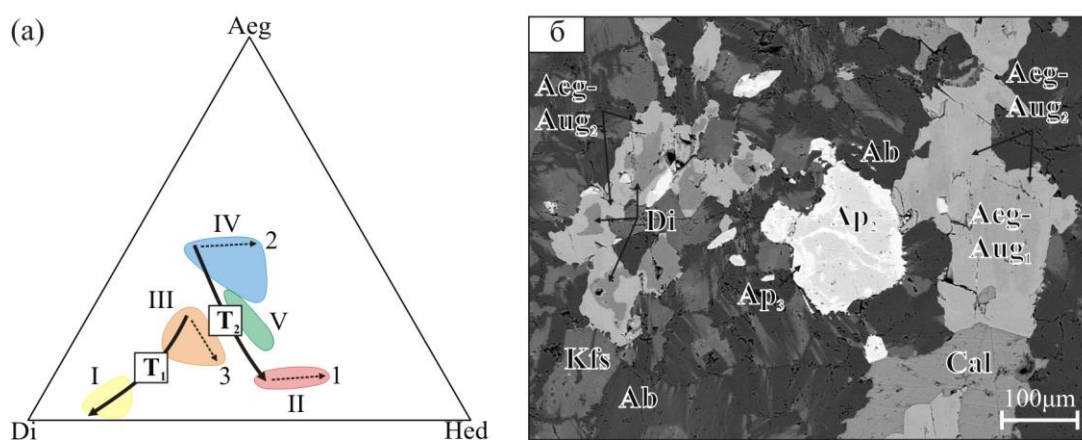 (a)
Aeg
IV
2
III
V
T₂
T₁
I
3
1
II
Di
Hed
б
Aeg-
Aug₂
Aeg-
Aug₂
Ab
Di
Ap₂
Aeg-
Aug₁
Ap₃
Kfs
Cal
Ab
100μm